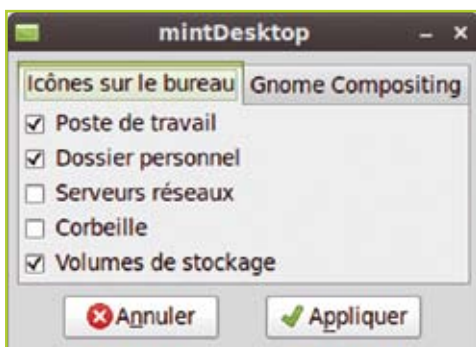 mintDesktop
Icônes sur le bureau Gnome Compositing
Poste de travail
Dossier personnel
Serveurs réseaux
Corbeille
Volumes de stockage
Annuler Appliquer